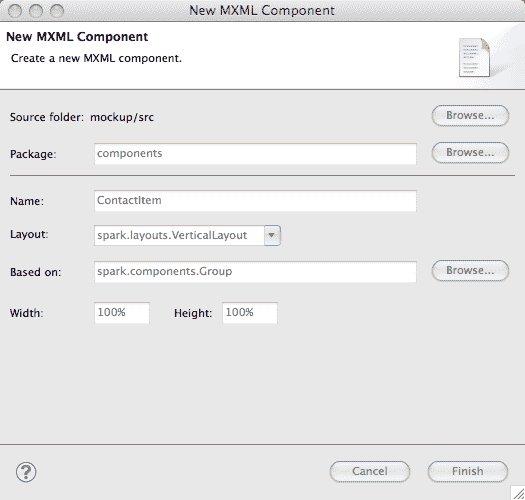 New MXML Component
New MXML Component
Create a new MXML component.
Source folder: mockup/src Browse...
Package: components Browse...
Name: ContactItem
Layout: spark.layouts.VerticalLayout
Based on: spark.components.Group Browse...
Width: 100% Height: 100%
? Cancel Finish